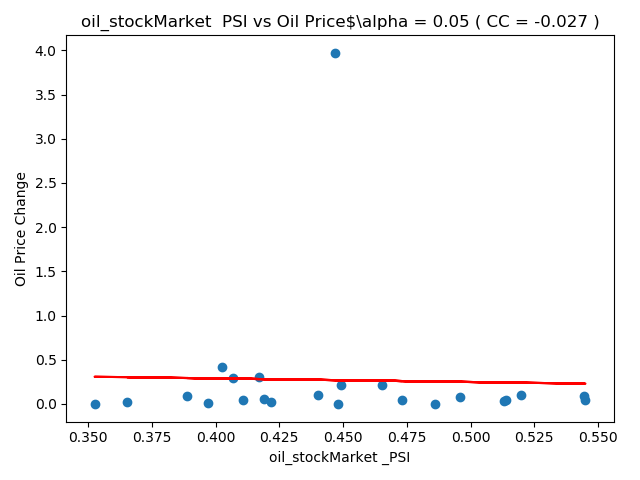 oil_stockMarket  PSI vs Oil Price$\alpha = 0.05 ( CC = -0.027 )
4.0
3.5
3.0
2.5
2.0
1.5
1.0
0.5
0.0
Oil Price Change
0.350 0.375 0.400 0.425 0.450 0.475 0.500 0.525 0.550
oil_stockMarket _PSI